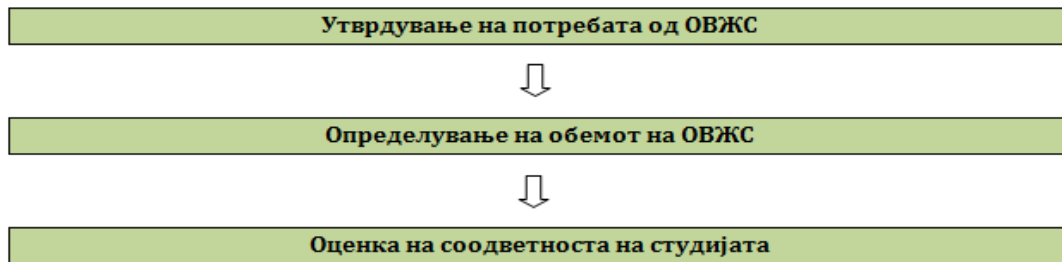 Утврдување на потребата од ОВЖС
Определување на обемот на ОВЖС
Оценка на соодветноста на студијата